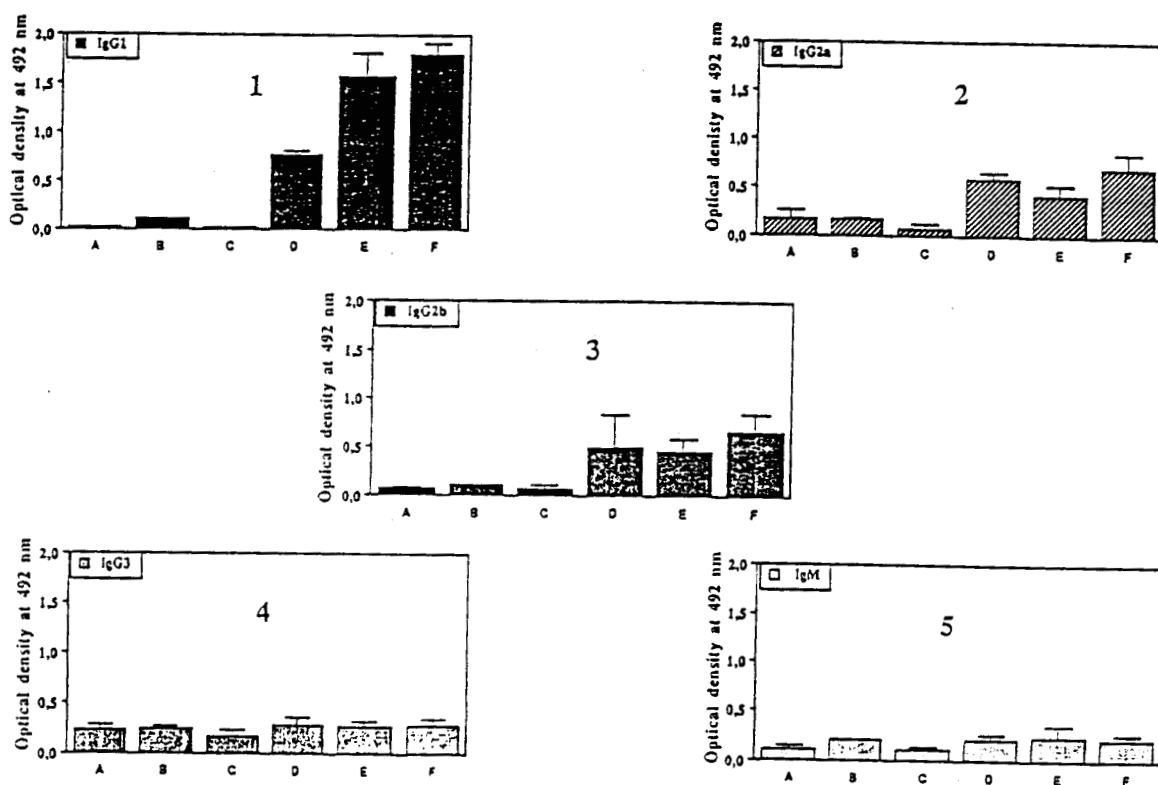 Optical density at 492 nm
2,0
1,5
1,0
0,5
0,0
IgG1
1
A B C D E F
Optical denisty at 492 nm
2,0
1,5
1,0
0,5
0,0
IgG2a
2
A B C D E F
Optical density at 492 nm
2,0
1,5
1,0
0,5
0,0
IgG2b
3
A B C D E F
Optical density at 492 nm
2,0
1,5
1,0
0,5
0,0
IgG3
4
A B C D E F
Optical density at 492 nm
2,0
1,5
1,0
0,5
0,0
IgM
5
A B C D E F